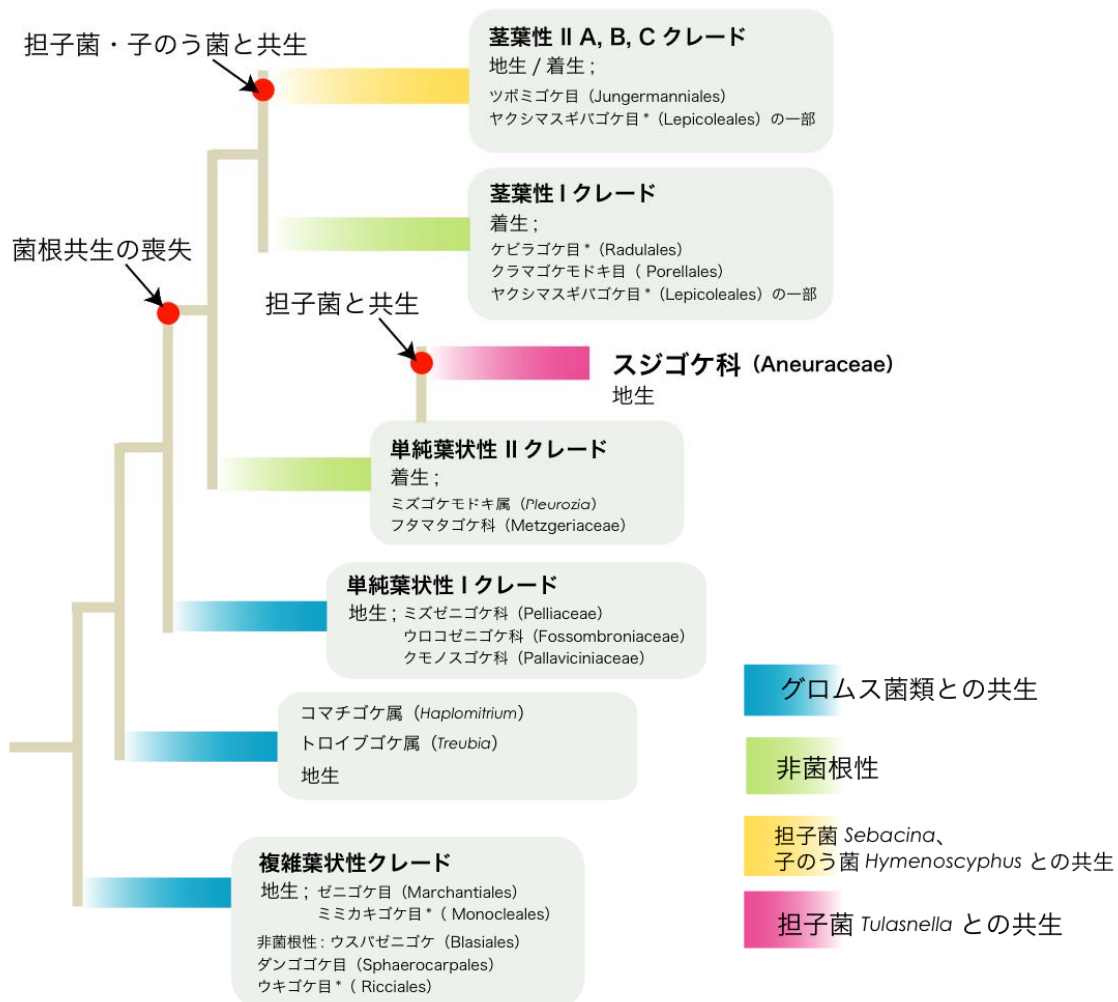 担子菌・子のう菌と共生
茎葉性 II A, B, C クレード
地生 / 着生 ;
ツボミゴケ目（Jungermanniales）
ヤクシマスギバゴケ目 *（Lepicoleales）の一部
茎葉性 I クレード
着生 ;
ケビラゴケ目 *（Radulales）
クラマゴケモドキ目（ Porellales）
ヤクシマスギバゴケ目 *（Lepicoleales）の一部
菌根共生の喪失
担子菌と共生
スジゴケ科（Aneuraceae）
地生
単純葉状性 II クレード
着生 ;
ミズゴケモドキ属（Pleurozia）
フタマタゴケ科（Metzgeriaceae）
単純葉状性 I クレード
地生 ; ミズゼニゴケ科（Pelliaceae）
ウロコゼニゴケ科（Fossombroniaceae）
クモノスゴケ科（Pallaviciniaceae）
コマチゴケ属（Haplomitrium）
トロイブゴケ属（Treubia）
地生
複雑葉状性クレード
地生 ; ゼニゴケ目（Marchantiales）
ミミカキゴケ目 *（ Monocleales）
非菌根性 : ウスバゼニゴケ（Blasiales）
ダンゴゴケ目（Sphaerocarpales）
ウキゴケ目 *（ Ricciales）
グロムス菌類との共生
非菌根性
担子菌 Sebacina、
子のう菌 Hymenoscyphus との共生
担子菌 Tulasnella との共生